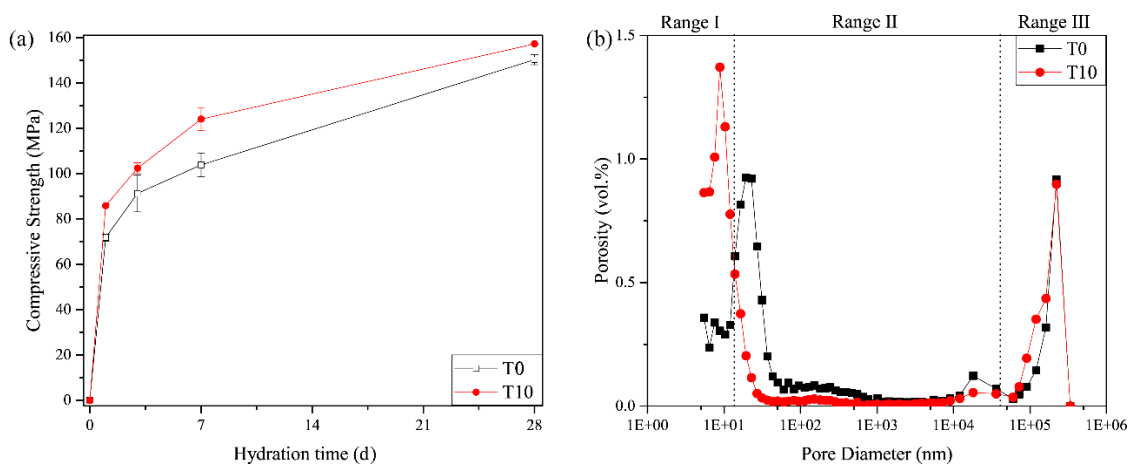 (a)
Compressive Strength (MPa)
160
140
120
100
80
60
40
20
0
0
7
14
21
28
Hydration time (d)
T0
T10
(b)
Range I
Range II
Range III
Porosity (vol.%)
1.5
1.0
0.5
0.0
1E+00
1E+01
1E+02
1E+03
1E+04
1E+05
1E+06
Pore Diameter (nm)
T0
T10